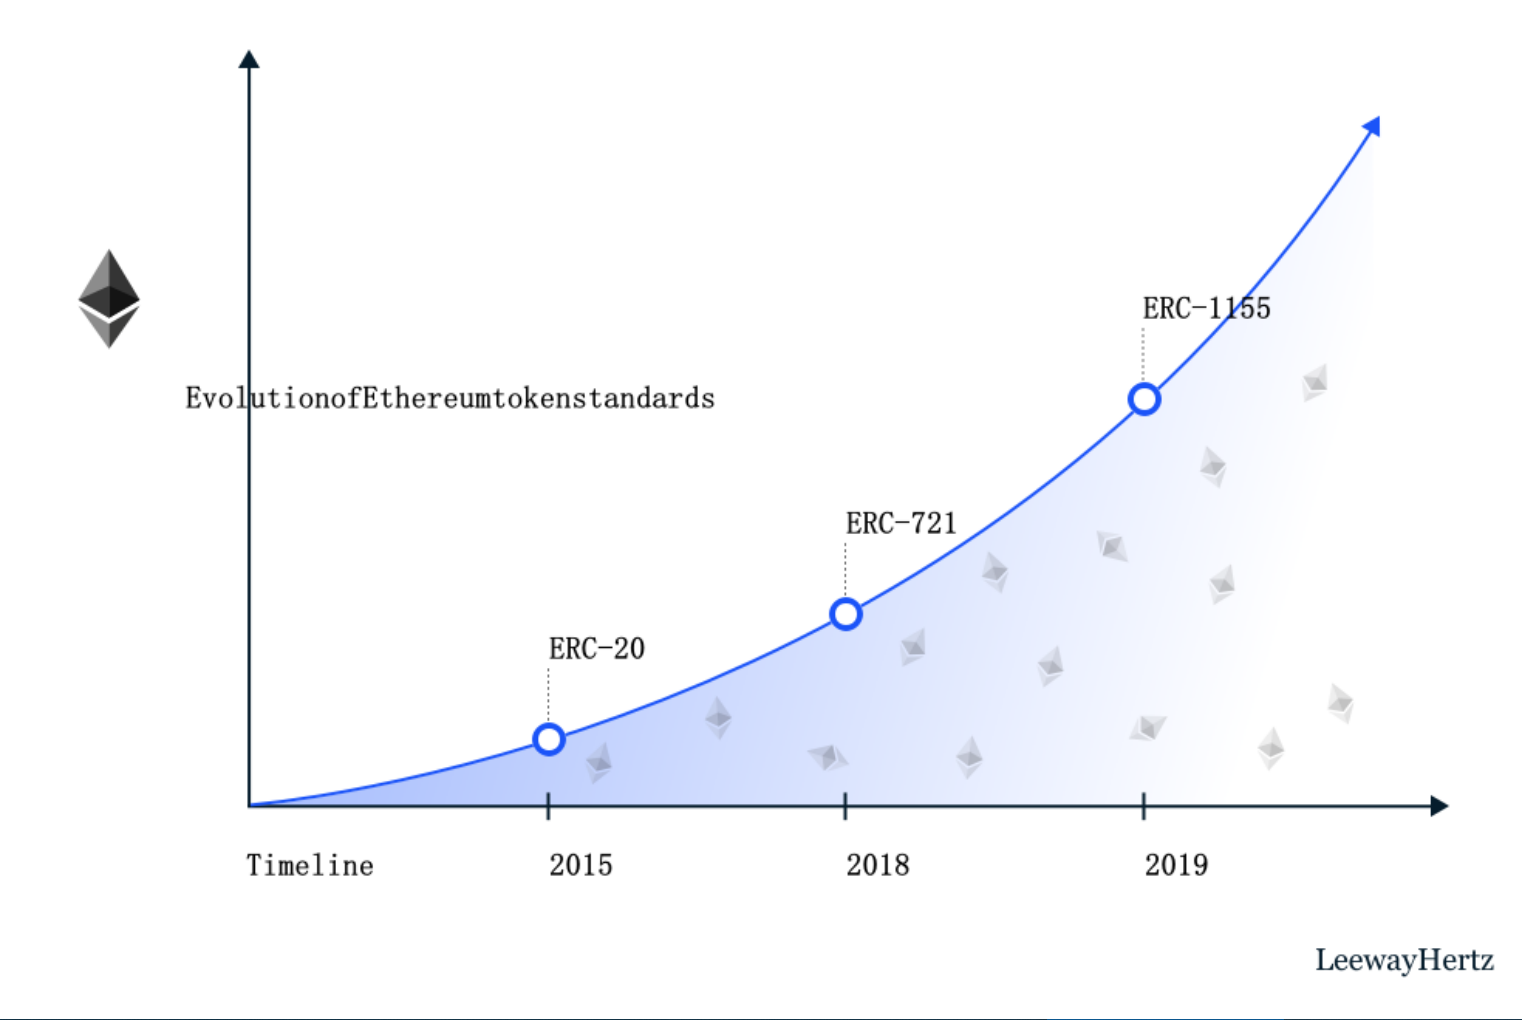 ERC-1155
EvolutionofEthereumtokenstandards
ERC-721
ERC-20
Timeline 2015 2018 2019
LeewayHertz